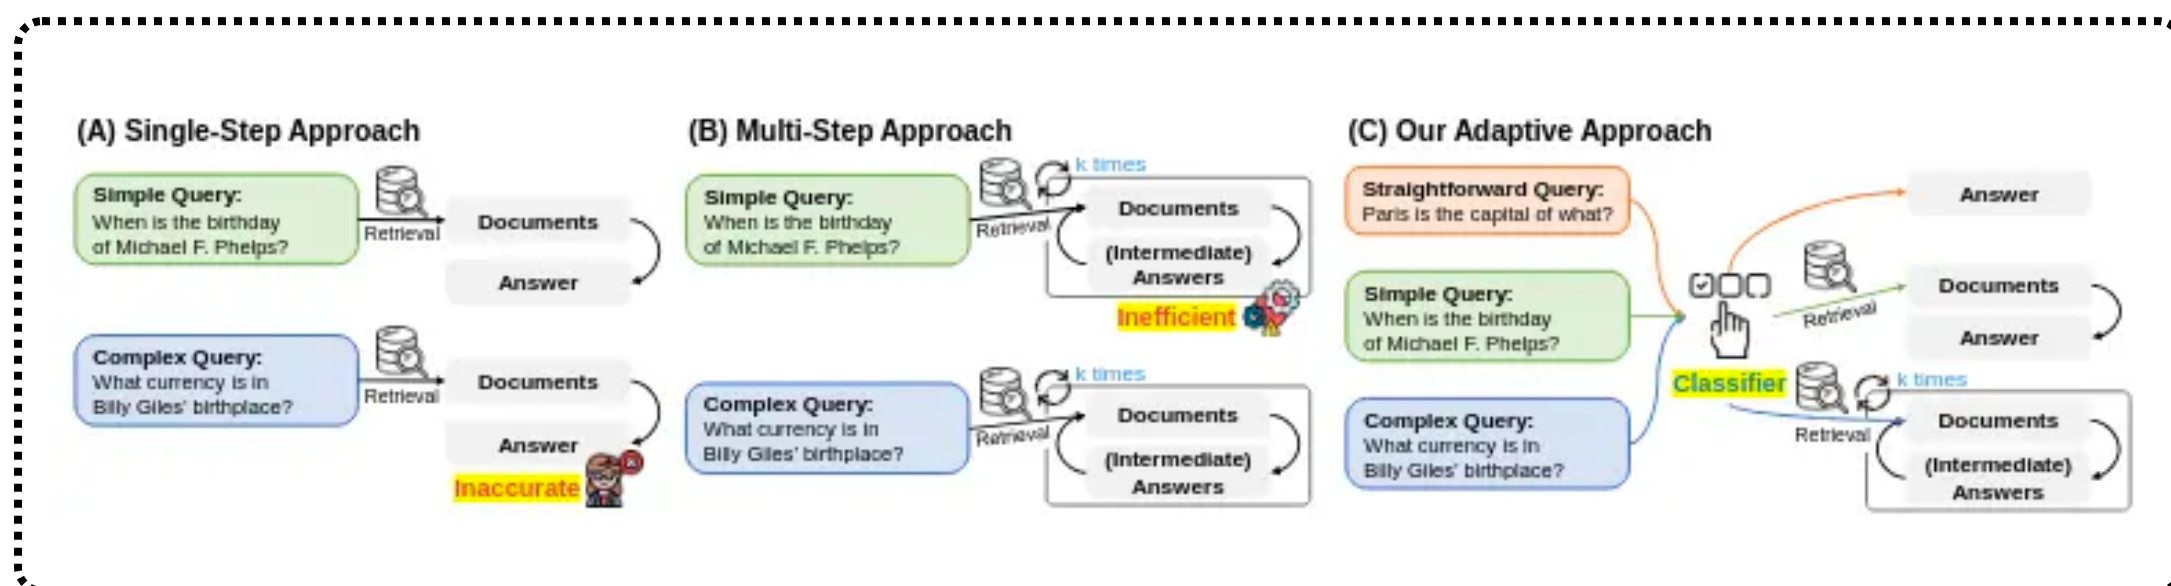 (A) Single-Step Approach
Simple Query:
When is the birthday
of Michael F. Phelps?
Retrieval
Documents
Answer
Complex Query:
What currency is in
Billy Giles' birthplace?
Retrieval
Documents
Answer
Inaccurate
(B) Multi-Step Approach
Simple Query:
When is the birthday
of Michael F. Phelps?
Retrieval
k times
Documents
(Intermediate)
Answers
Inefficient
Complex Query:
What currency is in
Billy Giles' birthplace?
Retrieval
k times
Documents
(Intermediate)
Answers
(C) Our Adaptive Approach
Straightforward Query:
Paris is the capital of what?
Simple Query:
When is the birthday
of Michael F. Phelps?
Complex Query:
What currency is in
Billy Giles' birthplace?
Classifier
Answer
Retrieval
Documents
Answer
Retrieval
k times
Documents
(Intermediate)
Answers